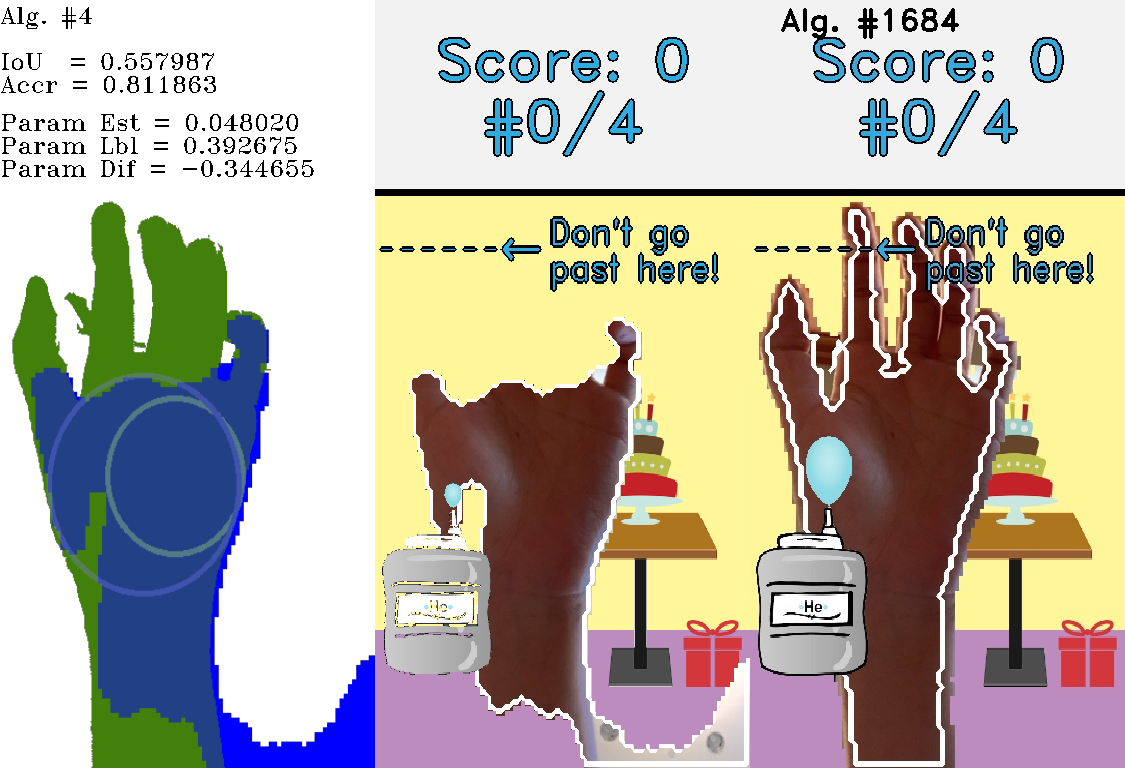 Alg. #4
IoU = 0.557987
Accr = 0.811863
Param Est = 0.048020
Param Lbl = 0.392675
Param Dif = −0.344655
Score: 0
#0/4
Don't go
past here!
He
Alg. #1684
Score: 0
#0/4
Don't go
past here!
He